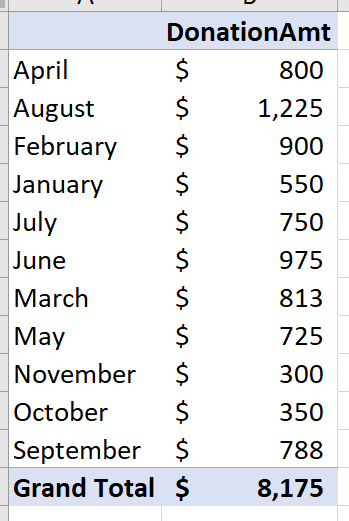 DonationAmt
April $ 800
August $ 1,225
February $ 900
January $ 550
July $ 750
June $ 975
March $ 813
May $ 725
November $ 300
October $ 350
September $ 788
Grand Total $ 8,175